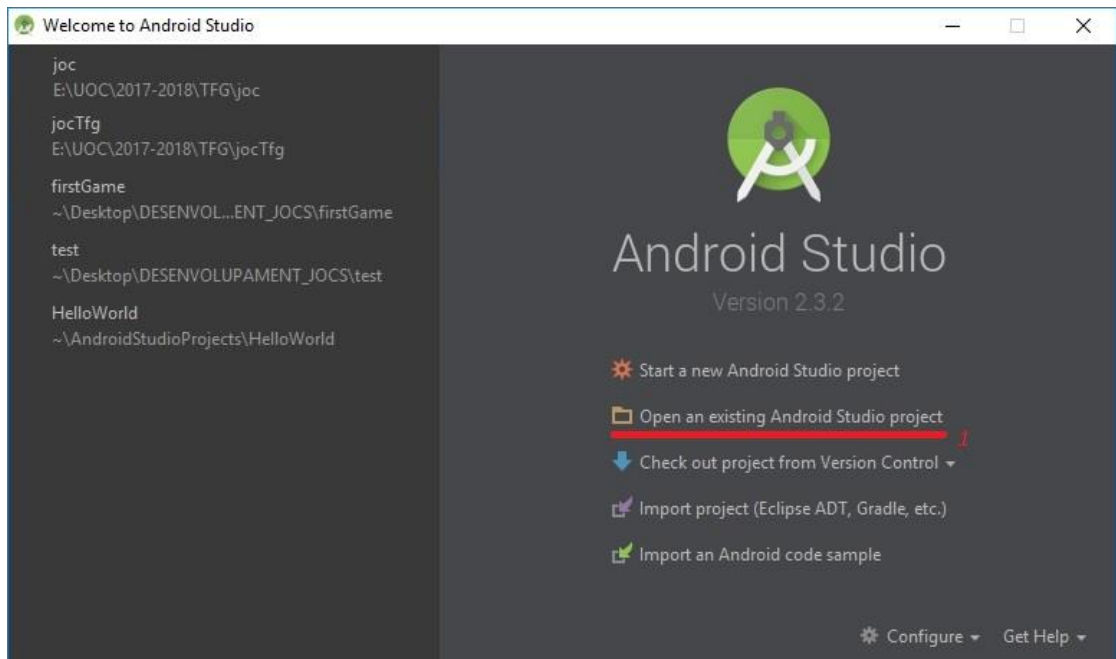 Welcome to Android Studio
joc
E:\UOC\2017-2018\TFG\joc
jocTfg
E:\UOC\2017-2018\TFG\jocTfg
firstGame
~\Desktop\DESENVOL...ENT_JOCS\firstGame
test
~\Desktop\DESENVOLUPAMENT_JOCS\test
HelloWorld
~\AndroidStudioProjects\HelloWorld
Android Studio
Version 2.3.2
Start a new Android Studio project
Open an existing Android Studio project
1
Check out project from Version Control
Import project (Eclipse ADT, Gradle, etc.)
Import an Android code sample
Configure Get Help